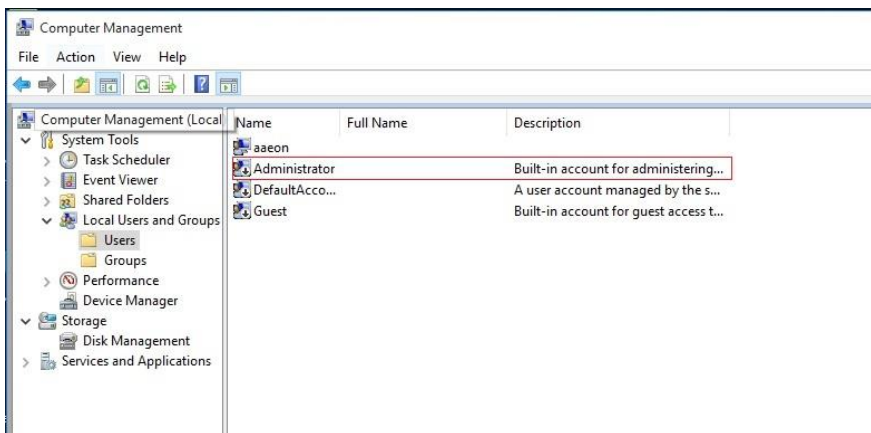 Computer Management
File Action View Help
Computer Management (Local
System Tools
Task Scheduler
Event Viewer
Shared Folders
Local Users and Groups
Users
Groups
Performance
Device Manager
Storage
Disk Management
Services and Applications
Name Full Name Description
aaeon
Administrator Built-in account for administering...
DefaultAcco... A user account managed by the s...
Guest Built-in account for guest access t...